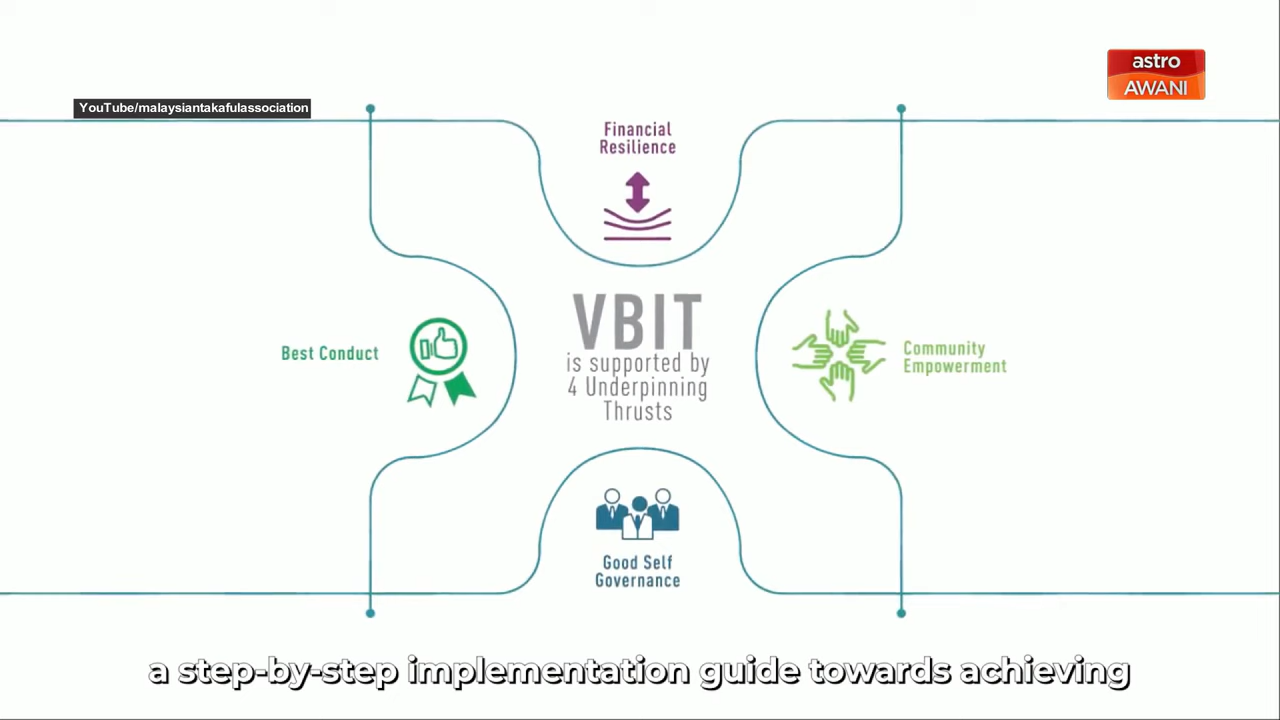 astro
AWANI
YouTube/malaysiantakafulassociation
Financial
Resilience
VBIT
is supported by
4 Underpinning
Thrusts
Best Conduct
Community
Empowerment
Good Self
Governance
a step-by-step implementation guide towards achieving